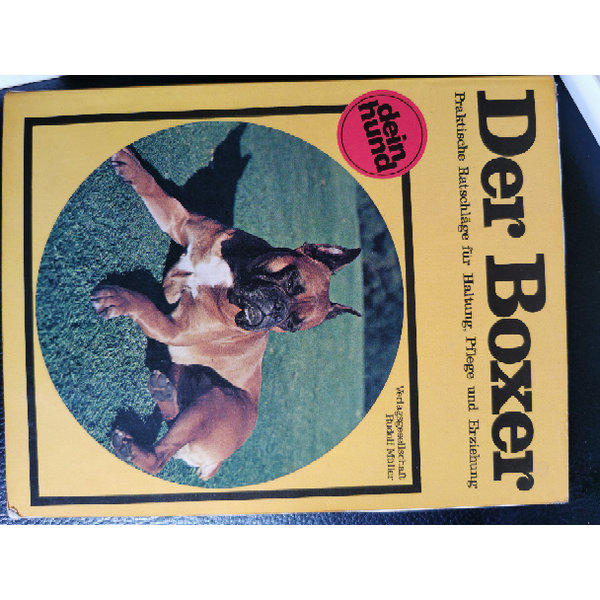 Der Boxer
Praktische Ratschläge für Haltung, Pflege und Erziehung
dein
hund
Verlagsgesellschaft
Rudolf Müller